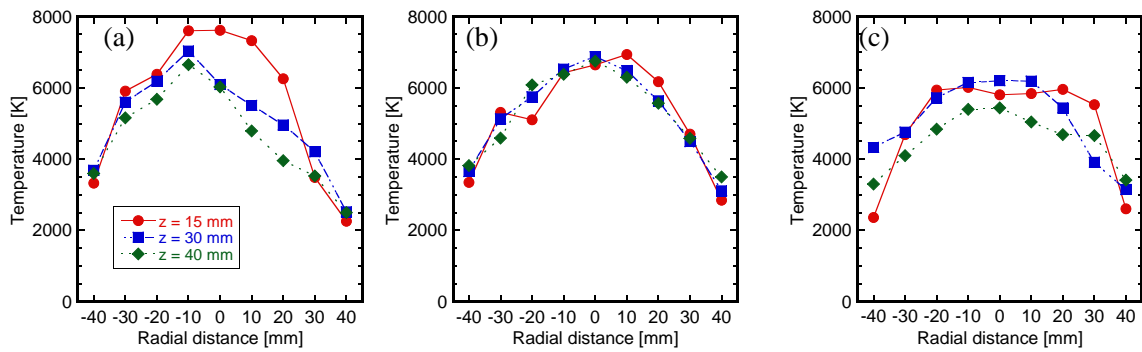 (a)
8000
6000
4000
2000
0
Temperature [K]
z = 15 mm
z = 30 mm
z = 40 mm
-40 -30 -20 -10 0 10 20 30 40
Radial distance [mm]
(b)
8000
6000
4000
2000
0
Temperature [K]
-40 -30 -20 -10 0 10 20 30 40
Radial distance [mm]
(c)
8000
6000
4000
2000
0
Temperature [K]
-40 -30 -20 -10 0 10 20 30 40
Radial distance [mm]